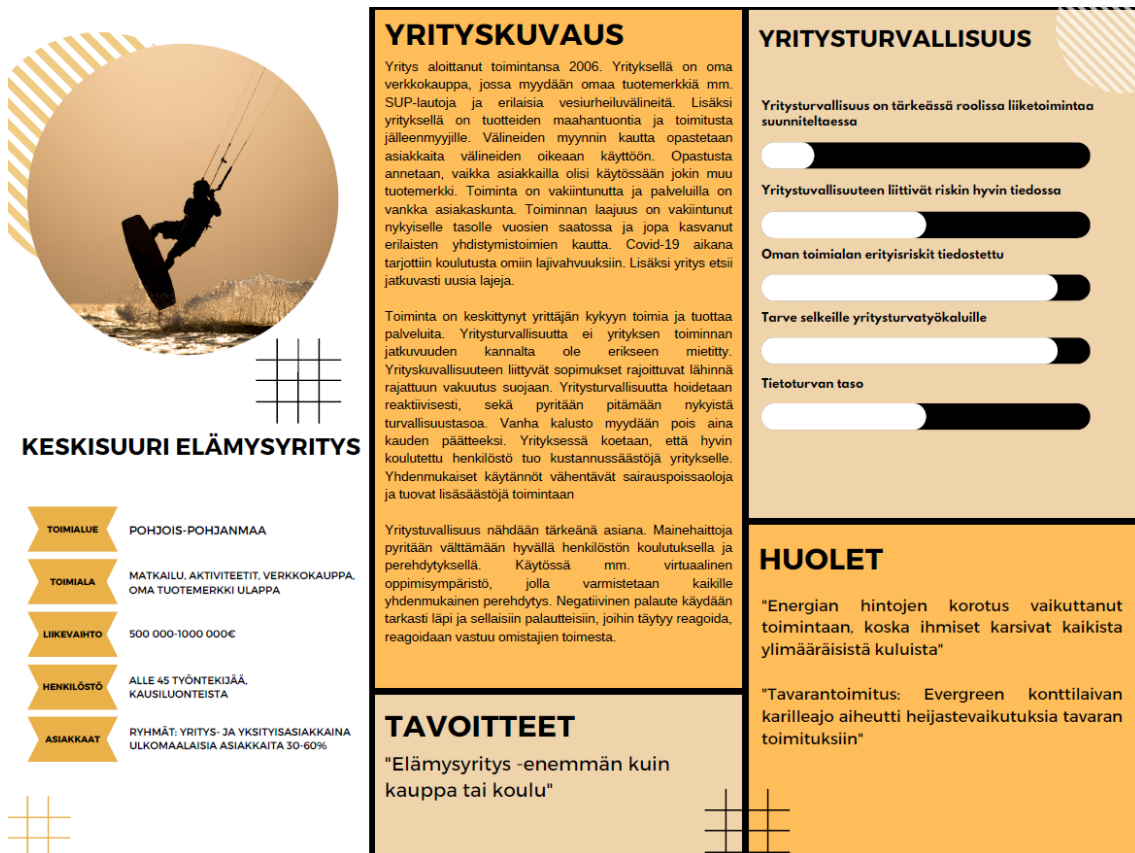 KESKISUURI ELÄMYSYRITYS
TOIMIALUE
POHJOIS-POHJANMAA
TOIMIALA
MATKAILU, AKTIVITEETIT, VERKKOKAUPPA,
OMA TUOTEMERKKI ULAPPA
LIIKEVAIHTO
500 000-1000 000€
HENKILÖSTÖ
ALLE 45 TYÖNTEKIJÄÄ,
KAUSILUONTEISTA
ASIAKKAAT
RYHMÄT: YRITYS- JA YKSITYISASIAKKAINA
ULKOMAALAISIA ASIAKKAITA 30-60%
YRITYSKUVAUS
Yritys aloittanut toimintansa 2006. Yrityksellä on oma
verkkokauppa, jossa myydään omaa tuotemerkkiä mm.
SUP-lautoja ja erilaisia vesiurheiluvälineitä. Lisäksi
yrityksellä on tuotteiden maahantuontia ja toimitusta
jälleenmyyjille. Välineiden myynnin kautta opastetaan
asiakkaita välineiden oikeaan käyttöön. Opastusta
annetaan, vaikka asiakkailla olisi käytössään jokin muu
tuotemerkki. Toiminta on vakiintunutta ja palveluilla on
vankka asiakaskunta. Toiminnan laajuus on vakiintunut
nykyiselle tasolle vuosien saatossa ja jopa kasvanut
erilaisten yhdistymistoimien kautta. Covid-19 aikana
tarjottiin koulutusta omiin lajivahvuuksiin. Lisäksi yritys etsii
jatkuvasti uusia lajeja.
Toiminta on keskittynyt yrittäjän kykyyn toimia ja tuottaa
palveluita. Yritysturvallisuutta ei yrityksen toiminnan
jatkuvuuden kannalta ole erikseen mietitty.
Yrityskuvallisuuteen liittyvät sopimukset rajoittuvat lähinnä
rajattuun vakuutus suojaan. Yritysturvallisuutta hoidetaan
reaktiivisesti, sekä pyritään pitämään nykyistä
turvallisuustasoa. Vanha kalusto myydään pois aina
kauden päätteeksi. Yrityksessä koetaan, että hyvin
koulutettu henkilöstö tuo kustannussäästöjä yritykselle.
Yhdenmukaiset käytännöt vähentävät sairauspoissaoloja
ja tuovat lisäsäästöjä toimintaan
Yritystuvallisuus nähdään tärkeänä asiana. Mainehaittoja
pyritään välttämään hyvällä henkilöstön koulutuksella ja
perehdytyksellä. Käytössä mm. virtuaalinen
oppimisympäristö, jolla varmistetaan kaikille
yhdenmukainen perehdytys. Negatiivinen palaute käydään
tarkasti läpi ja sellaisiin palautteisiin, joihin täytyy reagoida,
reagoidaan vastuu omistajien toimesta.
TAVOITTEET
"Elämysyritys -enemmän kuin
kauppa tai koulu"
YRITYSTURVALLISUUS
Yritysturvallisuus on tärkeässä roolissa liiketoimintaa
suunniteltaessa
Yritystuvallisuuteen liittivät riskin hyvin tiedossa
Oman toimialan erityisriskit tiedostettu
Tarve selkeille yritysturvatyökaluille
Tietoturvan taso
HUOLET
"Energian hintojen korotus vaikuttanut
toimintaan, koska ihmiset karsivat kaikista
ylimääräisistä kuluista"
"Tavarantoimitus: Evergreen konttilaivan
karilleajo aiheutti heijastevaikutuksia tavaran
toimituksiin"